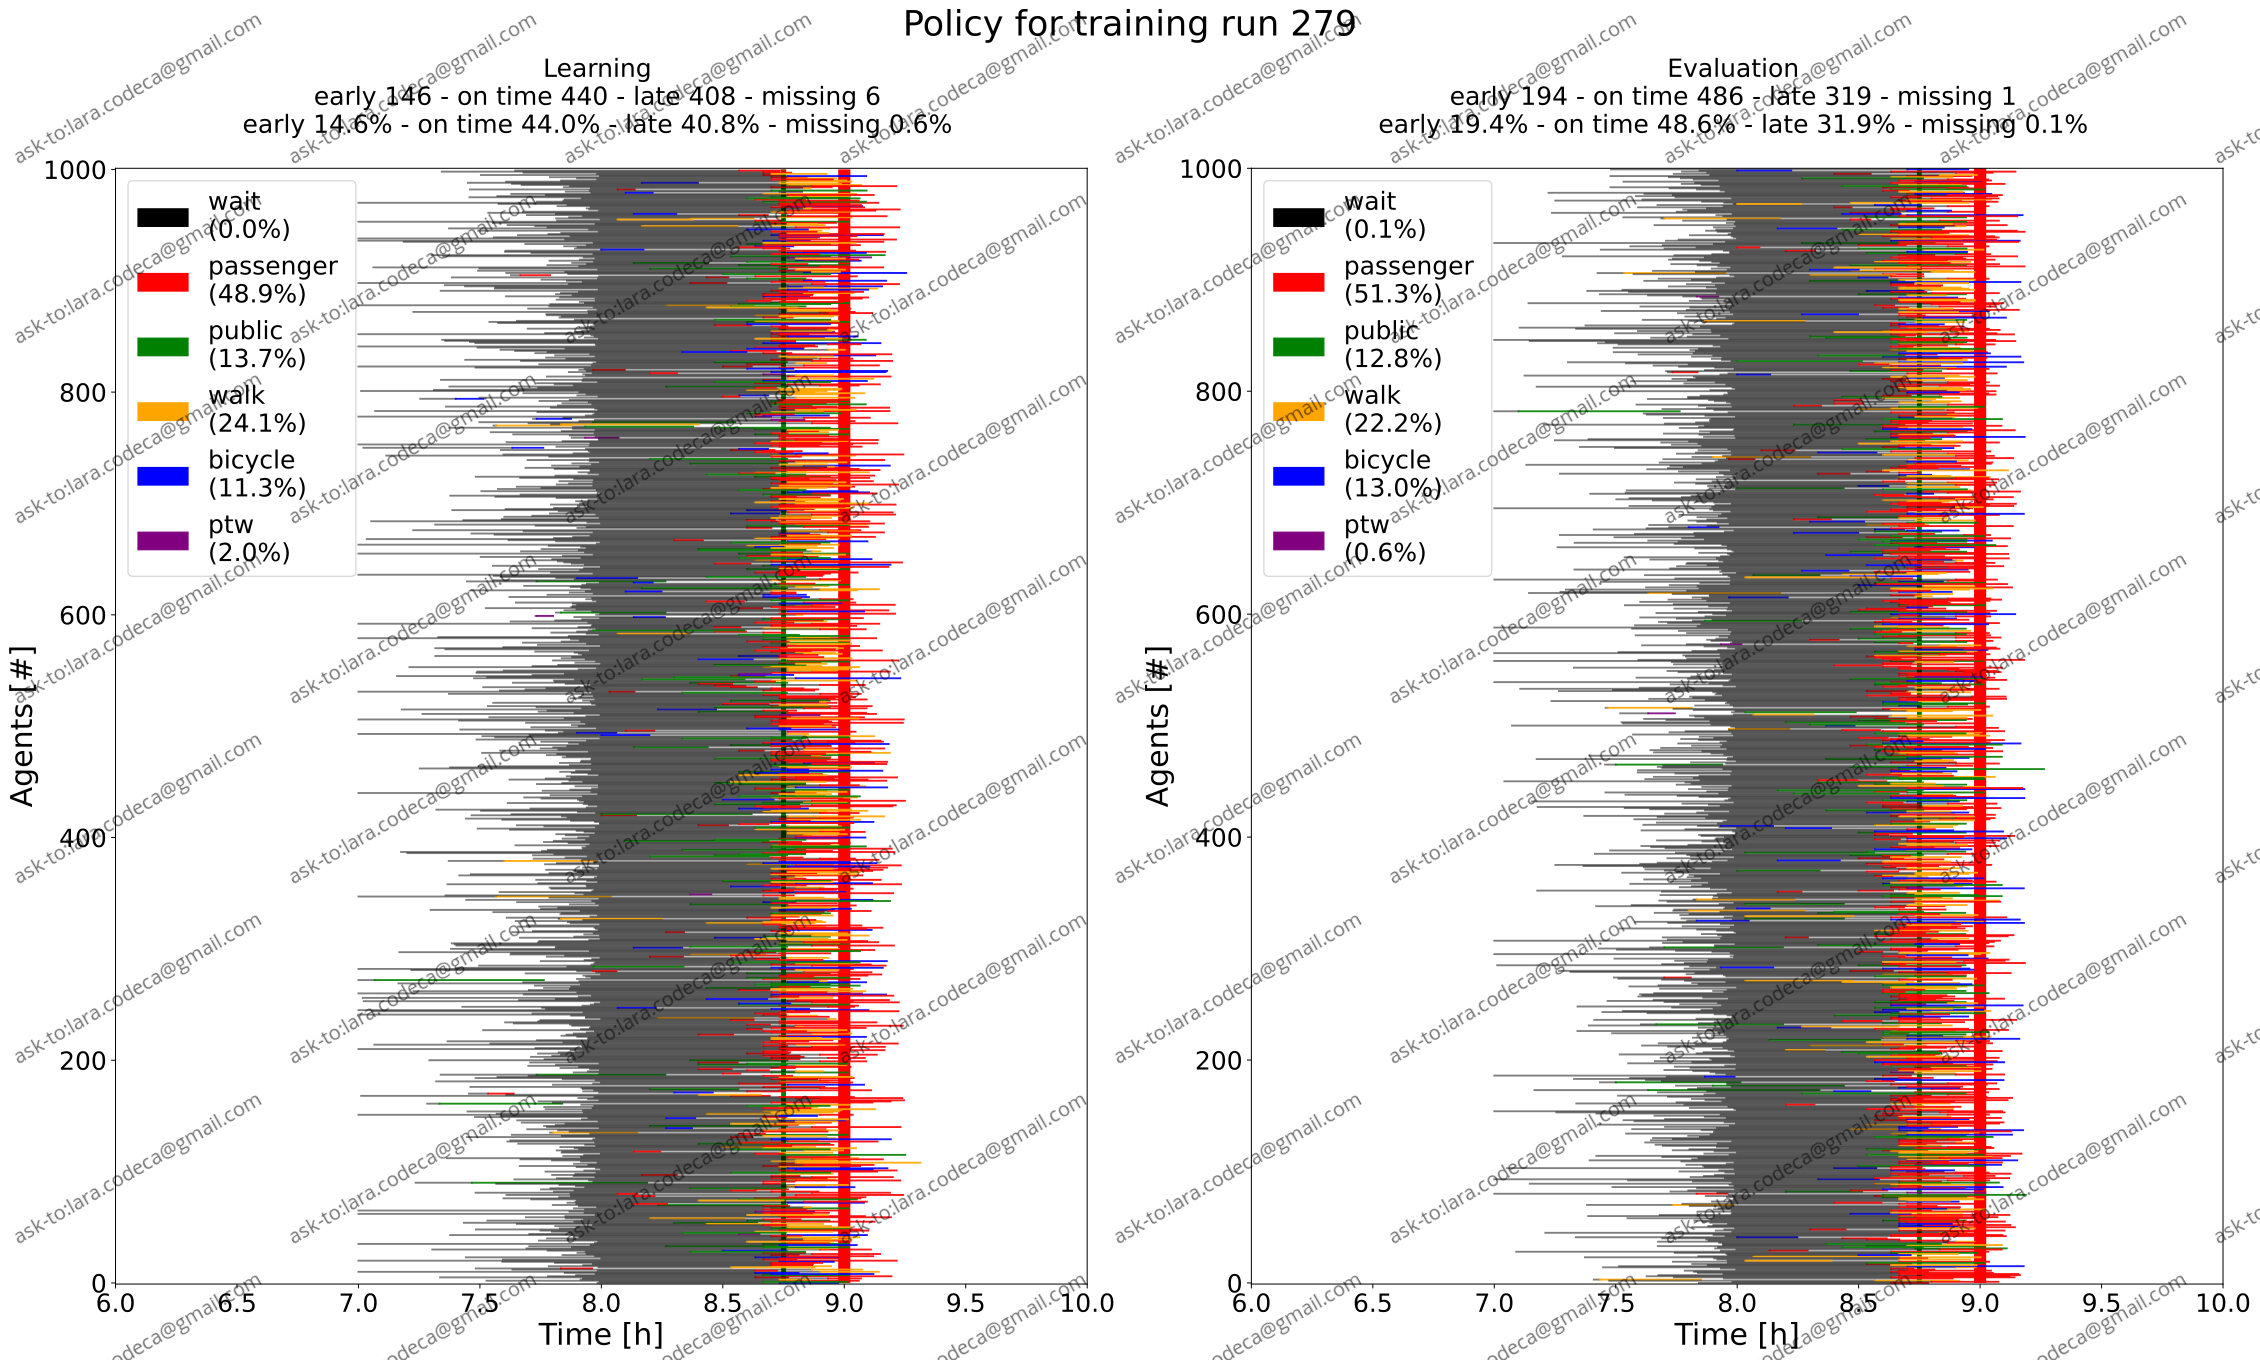 Policy for training run 279
Learning
early 146 - on time 440 - late 408 - missing 6
early 14.6% - on time 44.0% - late 40.8% - missing 0.6%
Agents [#]
1000
800
600
400
200
0
wait
(0.0%)
passenger
(48.9%)
public
(13.7%)
walk
(24.1%)
bicycle
(11.3%)
ptw
(2.0%)
6.0 6.5 7.0 7.5 8.0 8.5 9.0 9.5 10.0
Time [h]
Evaluation
early 194 - on time 486 - late 319 - missing 1
early 19.4% - on time 48.6% - late 31.9% - missing 0.1%
Agents [#]
1000
800
600
400
200
0
wait
(0.1%)
passenger
(51.3%)
public
(12.8%)
walk
(22.2%)
bicycle
(13.0%)
ptw
(0.6%)
6.0 6.5 7.0 7.5 8.0 8.5 9.0 9.5 10.0
Time [h]
ask-to:lara.codeca@gmail.com